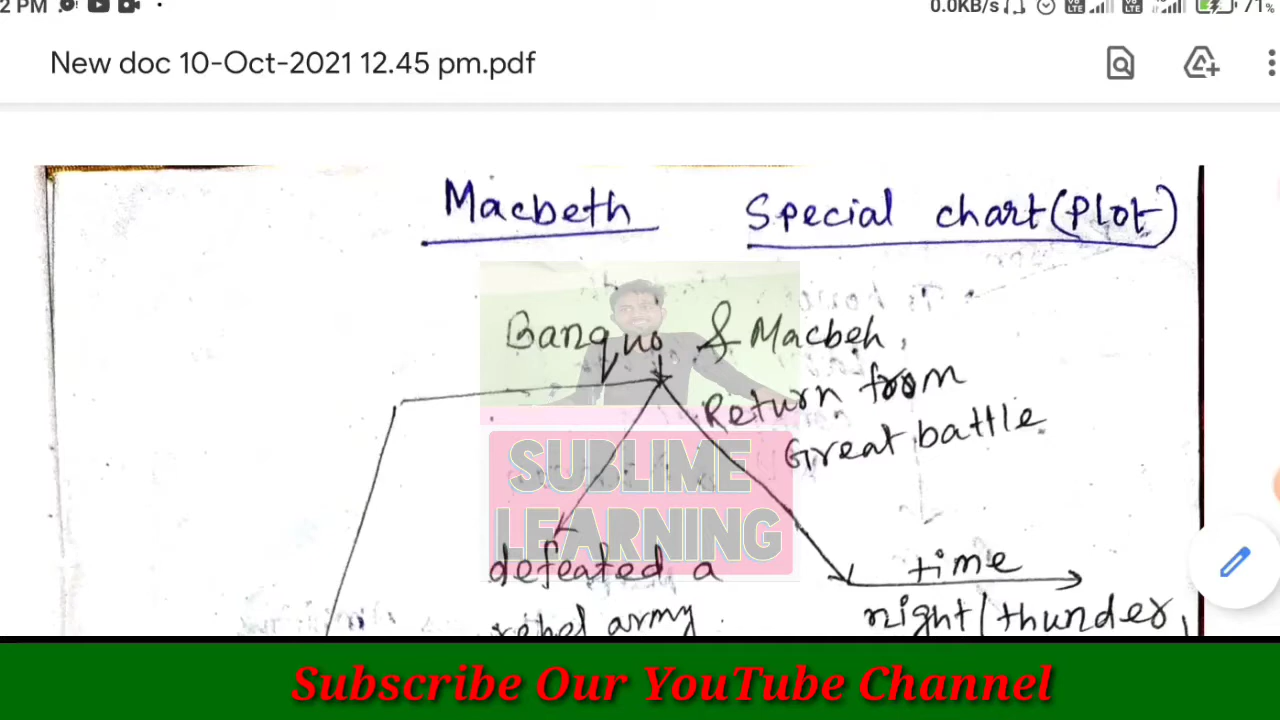 2 PM
0.0KB/s
71%
New doc 10-Oct-2021 12.45 pm.pdf
Macbeth Special chart (Plot)
Banquo & Macbeh,
Return from
Great battle.
SUBLIME
LEARNING
defeated a
rebel army.
time
night/thunder,
Subscribe Our YouTube Channel